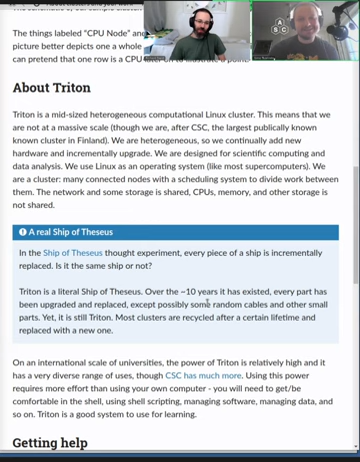 The things labeled "CPU Node" and
picture better depicts one a whole
can pretend that one row is a CPU
About Triton
Triton is a mid-sized heterogeneous computational Linux cluster. This means that we
are not at a massive scale (though we are, after CSC, the largest publically known
known cluster in Finland). We are heterogeneous, so we continually add new
hardware and incrementally upgrade. We are designed for scientific computing and
data analysis. We use Linux as an operating system (like most supercomputers). We
are a cluster: many connected nodes with a scheduling system to divide work between
them. The network and some storage is shared, CPUs, memory, and other storage is
not shared.
A real Ship of Theseus
In the Ship of Theseus thought experiment, every piece of a ship is incrementally
replaced. Is it the same ship or not?
Triton is a literal Ship of Theseus. Over the ~10 years it has existed, every part has
been upgraded and replaced, except possibly some random cables and other small
parts. Yet, it is still Triton. Most clusters are recycled after a certain lifetime and
replaced with a new one.
On an international scale of universities, the power of Triton is relatively high and it
has a very diverse range of uses, though CSC has much more. Using this power
requires more effort than using your own computer - you will need to get/be
comfortable in the shell, using shell scripting, managing software, managing data, and
so on. Triton is a good system to use for learning.
Getting help